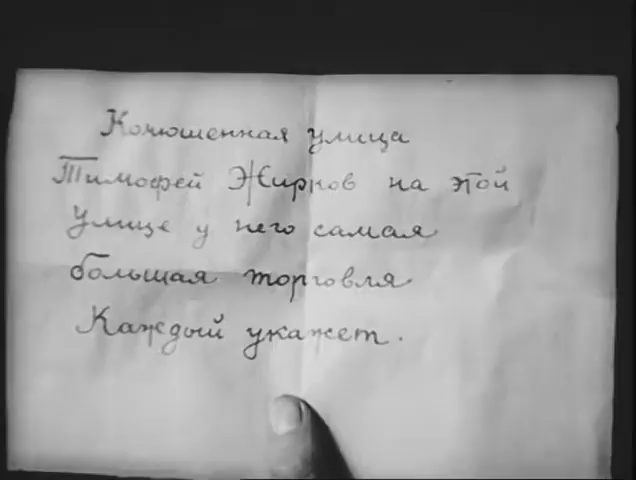 Конюшенная улица
Тимофей Жирков на этой
улице у него самая
большая торговля
Каждый укажет.